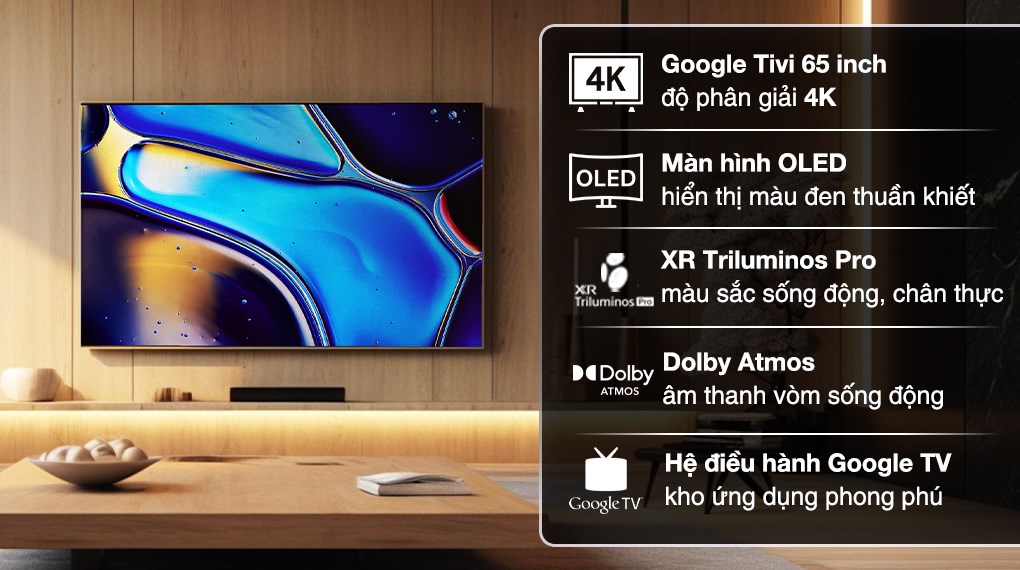 4K
Google Tivi 65 inch
độ phân giải 4K
OLED
Màn hình OLED
hiển thị màu đen thuần khiết
XR
Triluminos Pro
XR Triluminos Pro
màu sắc sống động, chân thực
Dolby
ATMOS
Dolby Atmos
âm thanh vòm sống động
Google TV
Hệ điều hành Google TV
kho ứng dụng phong phú